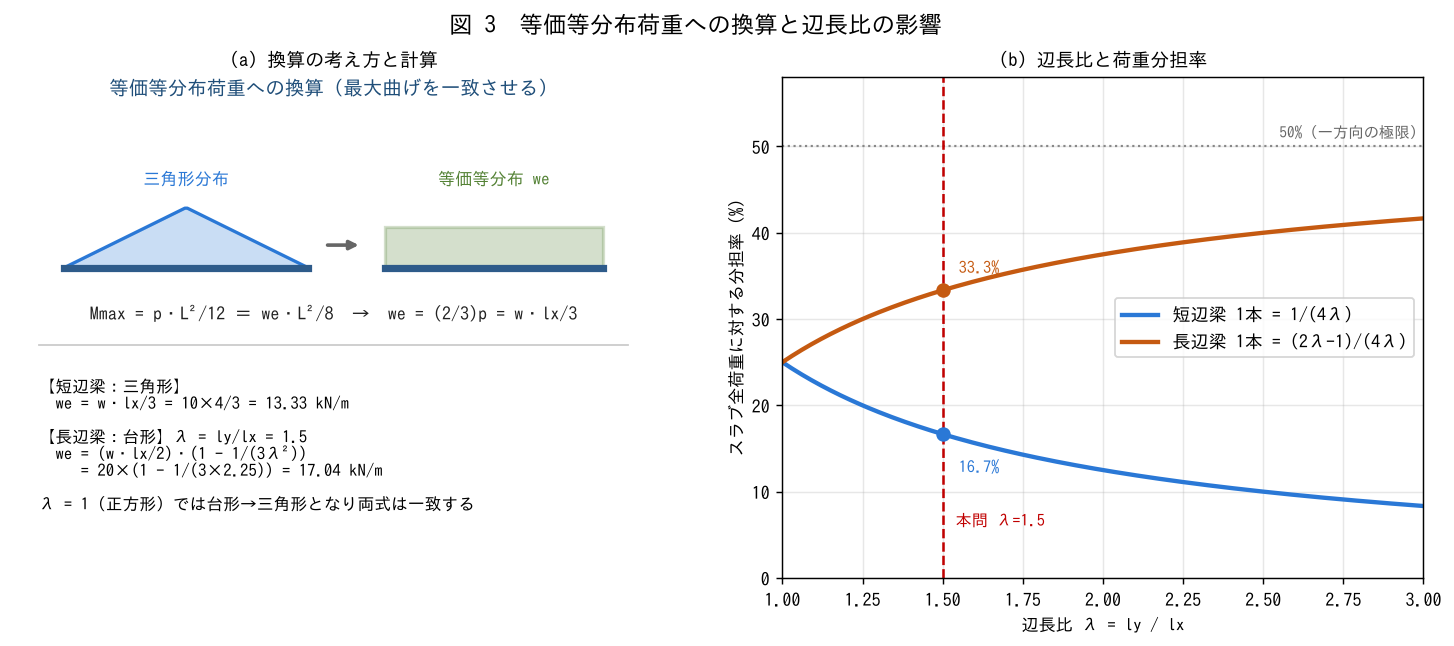 図 3　等価等分布荷重への換算と辺長比の影響
(a) 換算の考え方と計算
等価等分布荷重への換算（最大曲げを一致させる）
三角形分布
等価等分布 we
Mmax = p·L²/12 ＝ we·L²/8　→　we = (2/3)p = w·lx/3
【短辺梁：三角形】
we = w·lx/3 = 10×4/3 = 13.33 kN/m
【長辺梁：台形】λ = ly/lx = 1.5
we = (w·lx/2)·(1 − 1/(3λ²))
= 20×(1 − 1/(3×2.25)) = 17.04 kN/m
λ = 1（正方形）では台形→三角形となり両式は一致する
(b) 辺長比と荷重分担率
スラブ全荷重に対する分担率 (%)
50
40
30
20
10
0
50%（一方向の極限）
33.3%
16.7%
本問 λ=1.5
短辺梁 1本 = 1/(4λ)
長辺梁 1本 = (2λ-1)/(4λ)
1.00 1.25 1.50 1.75 2.00 2.25 2.50 2.75 3.00
辺長比 λ = ly / lx